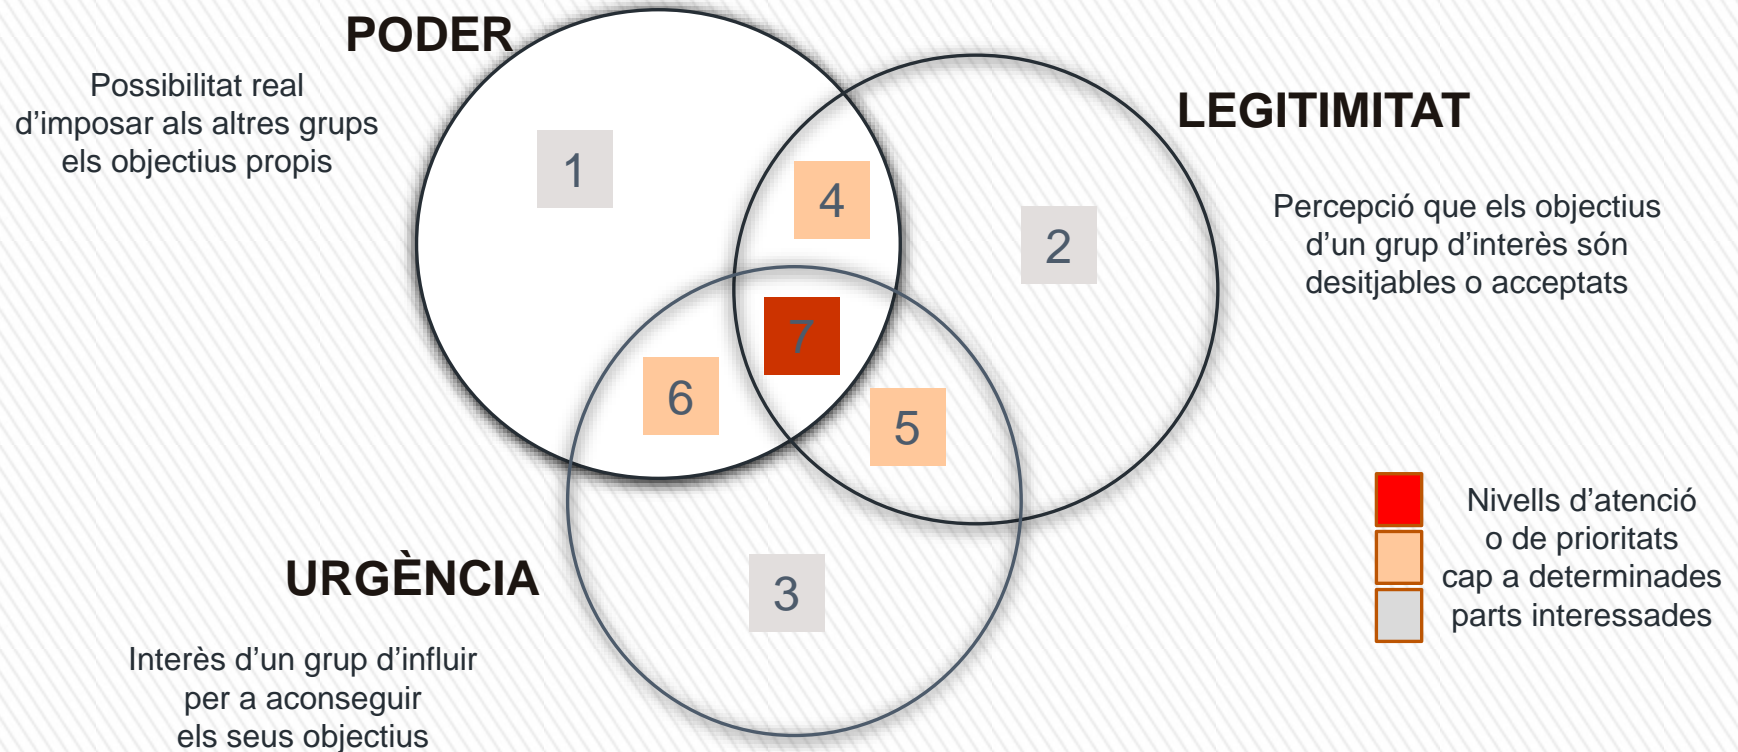 PODER
Possibilitat real
d’imposar als altres grups
els objectius propis
LEGITIMITAT
Percepció que els objectius
d’un grup d’interès són
desitjables o acceptats
1
4
2
7
6
5
3
URGÈNCIA
Interès d’un grup d’influir
per a aconseguir
els seus objectius
Nivells d’atenció
o de prioritats
cap a determinades
parts interessades